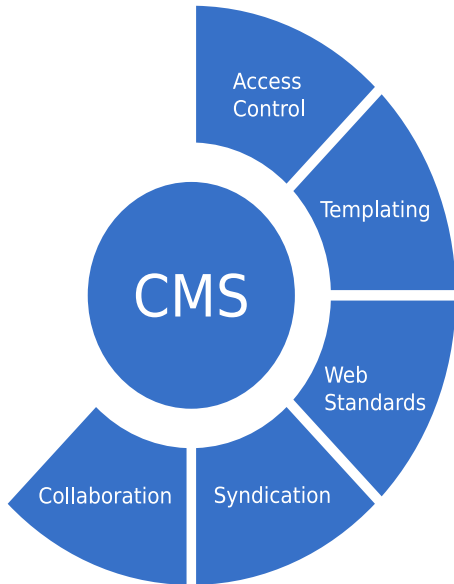 Access
Control
Templating
CMS
Web
Standards
Syndication
Collaboration